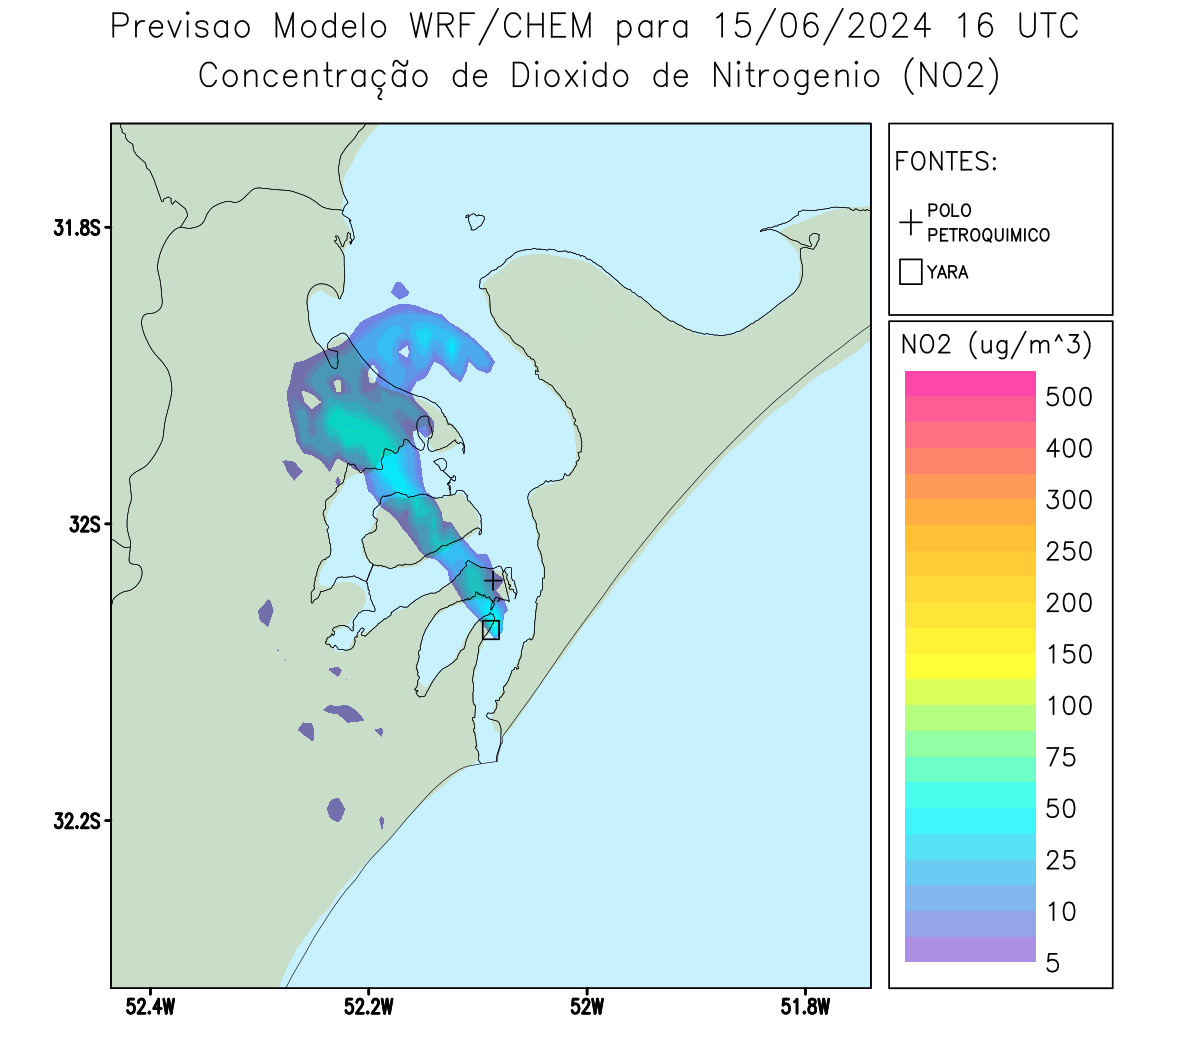 Previsao Modelo WRF/CHEM para 15/06/2024 16 UTC
Concentração de Dioxido de Nitrogenio (NO2)
FONTES:
POLO
PETROQUIMICO
YARA
NO2 (ug/m^3)
500
400
300
250
200
150
100
75
50
25
10
5
31.8S
32S
32.2S
52.4W
52.2W
52W
51.8W